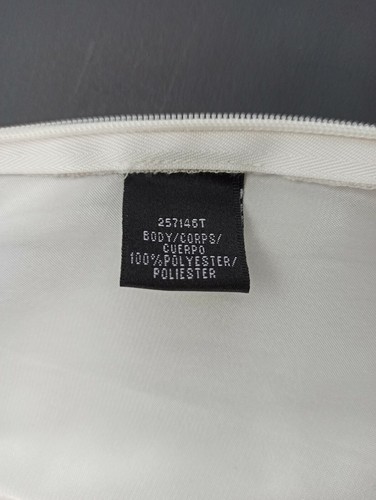 257146T
BODY/CORPS/
CUERPO
100%POLYESTER/
POLIESTER